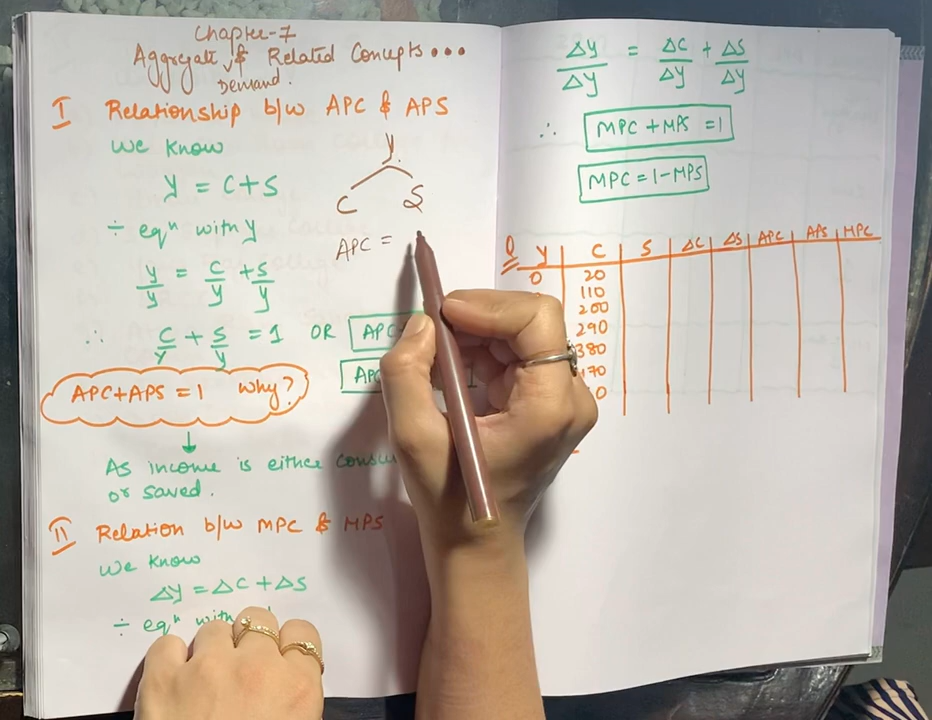 Chapter-7
Aggregate Demand & Related Concepts...
I Relationship b/w APC & APS
We know
Y = C+S
÷ eqⁿ with Y
Y/Y = C/Y + S/Y
∴ C/Y + S/Y = 1 OR
APC+APS = 1 why?
As income is either
or saved.
II Relation b/w MPC & MPS
We know
ΔY = ΔC + ΔS
÷ eqⁿ with
Y
C S
APC =
ΔY/ΔY = ΔC/ΔY + ΔS/ΔY
∴ MPC + MPS = 1
MPC = 1-MPS
Q Y C S ΔC ΔS APC APS MPC
0 20
110
200
290
380